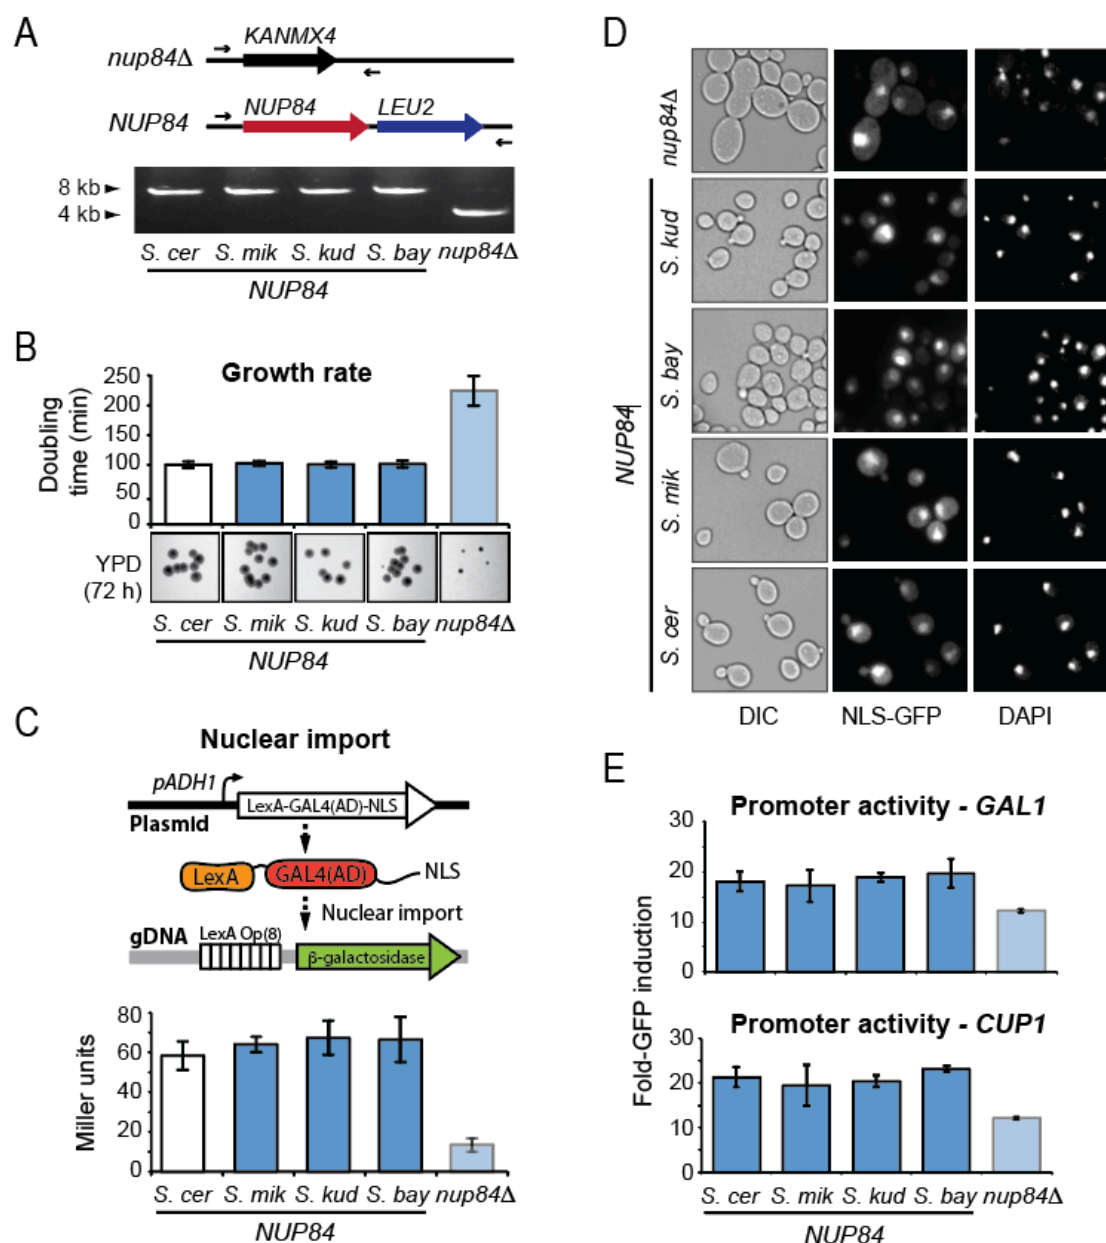 A
nup84Δ
KANMX4
NUP84
NUP84
LEU2
8 kb
4 kb
S. cer
S. mik
S. kud
S. bay
nup84Δ
NUP84
B
Growth rate
Doubling
time (min)
250
200
150
100
50
0
YPD
(72 h)
S. cer
S. mik
S. kud
S. bay
nup84Δ
NUP84
C
Nuclear import
pADH1
LexA-GAL4(AD)-NLS
Plasmid
LexA
GAL4(AD)
NLS
Nuclear import
gDNA
LexA Op(8)
β-galactosidase
Miller units
80
60
40
20
0
S. cer
S. mik
S. kud
S. bay
nup84Δ
NUP84
D
nup84Δ
S. kud
S. bay
S. mik
S. cer
NUP84
DIC
NLS-GFP
DAPI
E
Promoter activity - GAL1
30
20
10
0
Fold-GFP induction
Promoter activity - CUP1
30
20
10
0
S. cer
S. mik
S. kud
S. bay
nup84Δ
NUP84